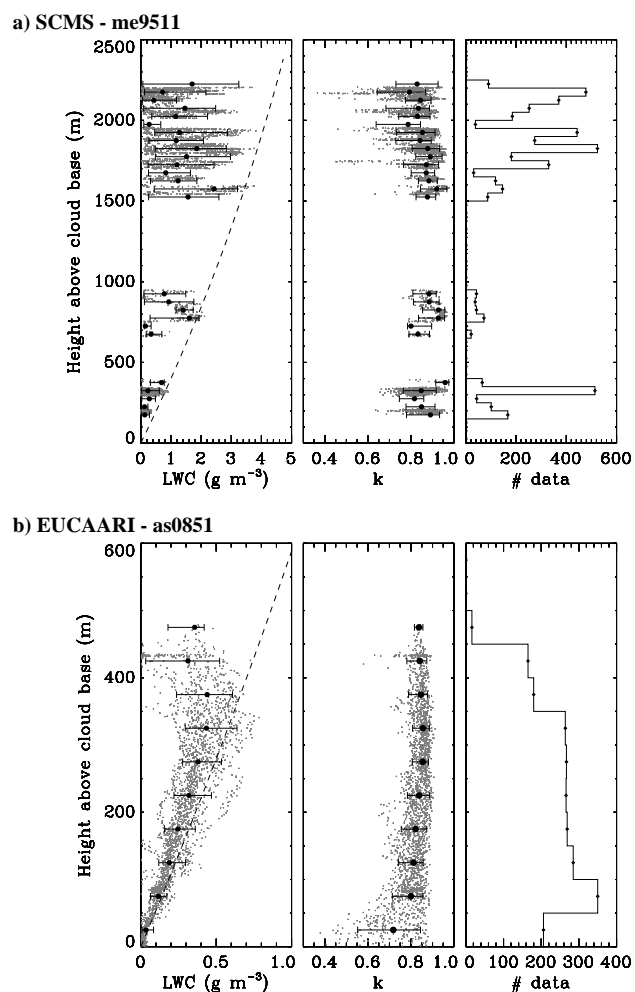 a) SCMS - me9511
2500
2000
1500
1000
500
0
Height above cloud base (m)
0 1 2 3 4 5
LWC (g m⁻³)
0.4 0.6 0.8 1.0
k
0 200 400 600
# data
b) EUCAARI - as0851
600
400
200
0
Height above cloud base (m)
0.0 0.5 1.0
LWC (g m⁻³)
0.4 0.6 0.8 1.0
k
0 100 200 300 400
# data